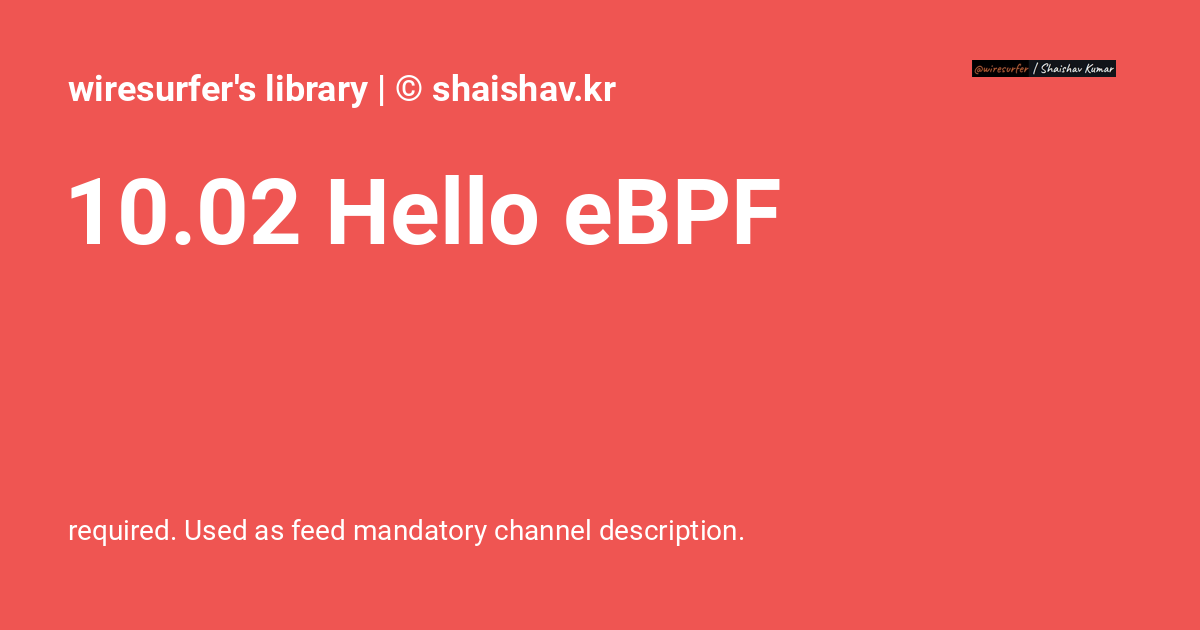 wiresurfer's library | © shaishav.kr
@wiresurfer / Shaishav Kumar
10.02 Hello eBPF
required. Used as feed mandatory channel description.